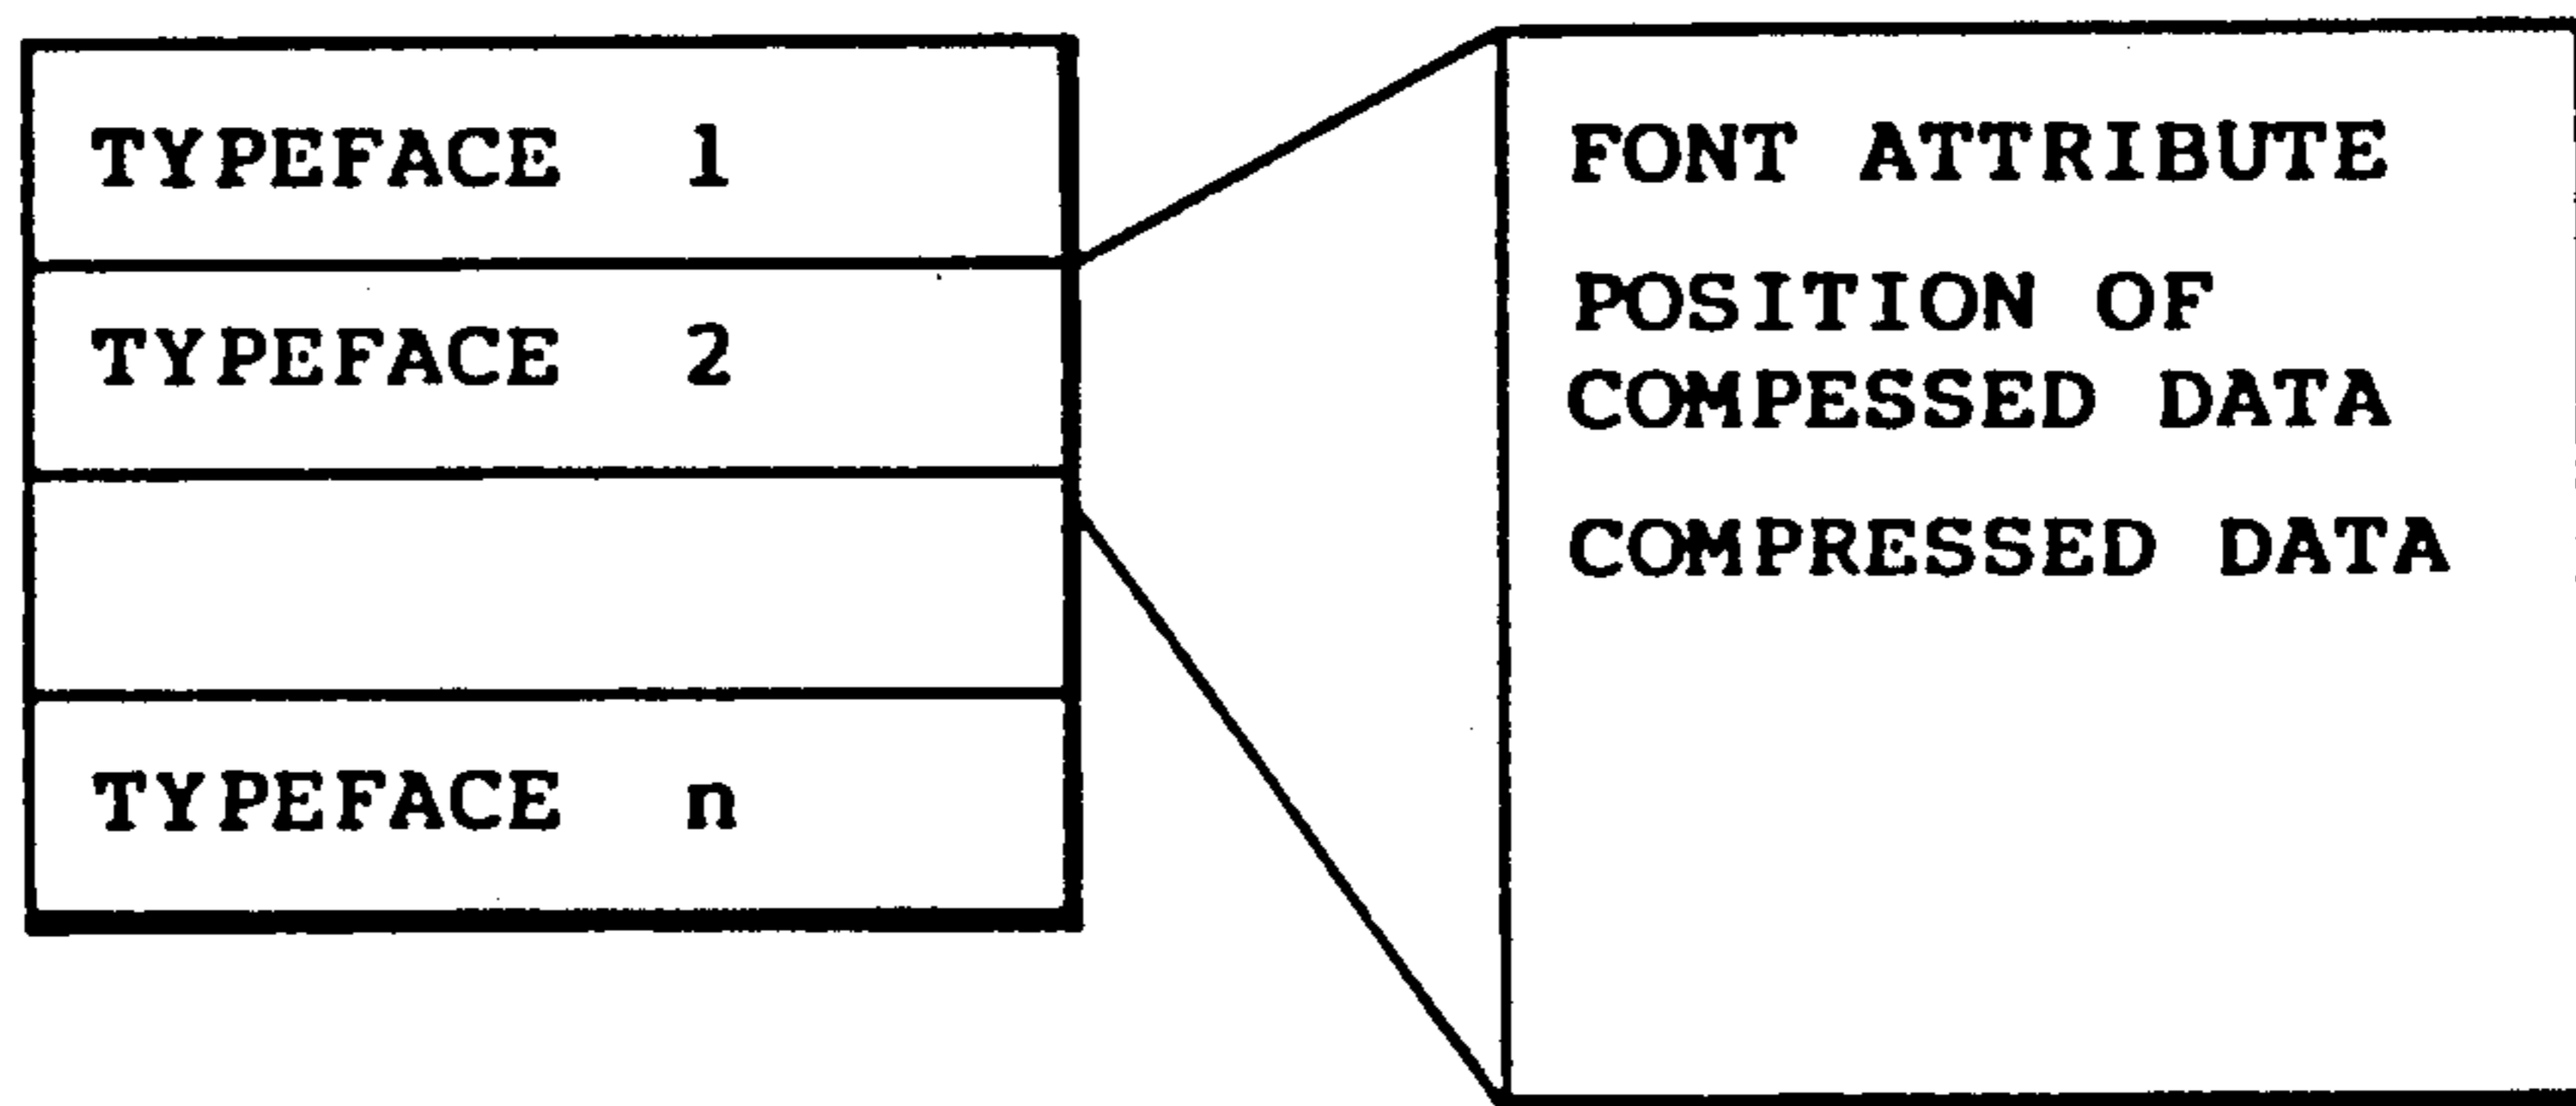 TYPEFACE 1
TYPEFACE 2
TYPEFACE n
FONT ATTRIBUTE
POSITION OF
COMPESSED DATA
COMPRESSED DATA